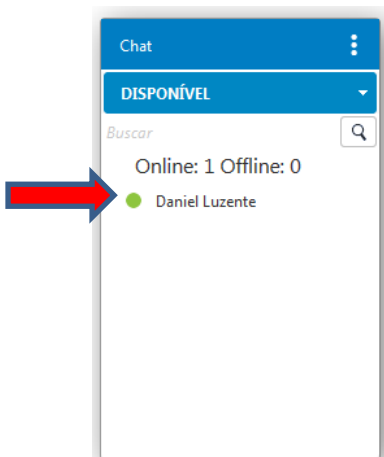 Chat
DISPONÍVEL
Buscar
Online: 1 Offline: 0
Daniel Luzente